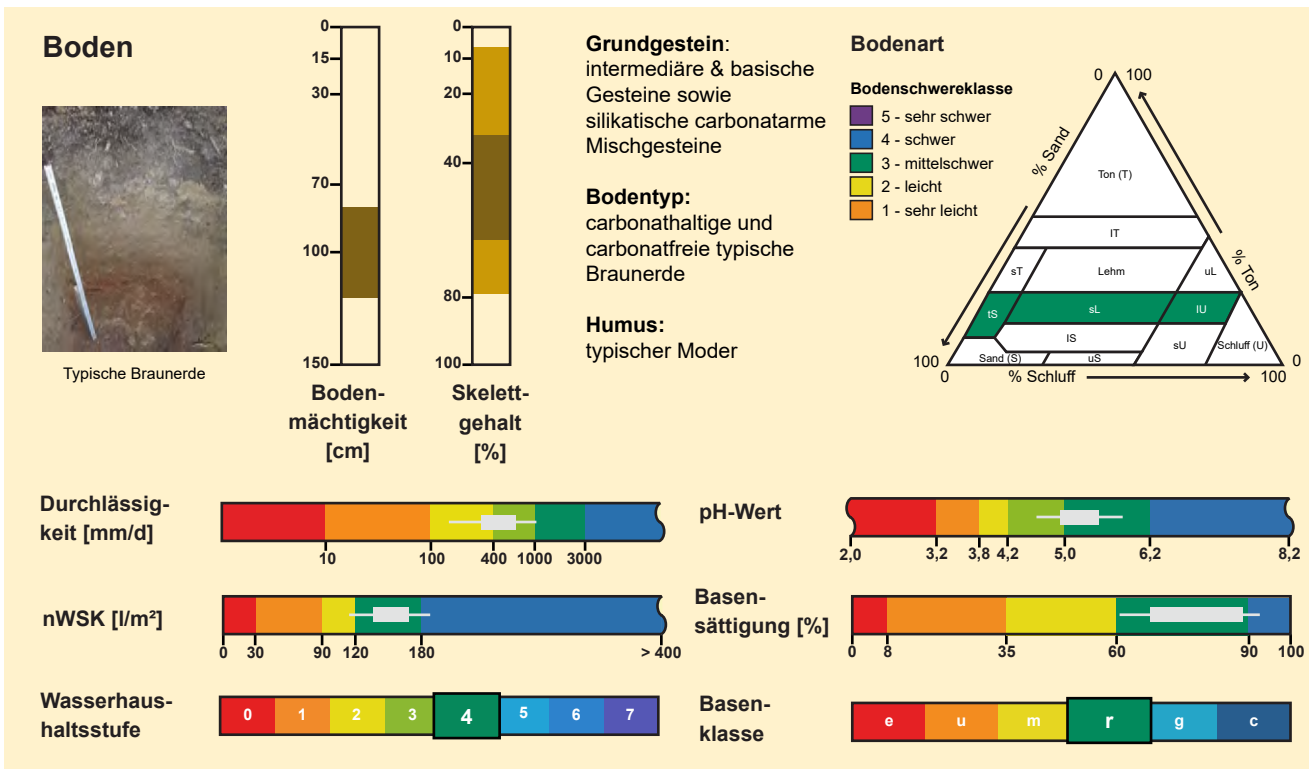 Boden
Typische Braunerde
0
15
30
70
100
150
Boden-
mächtigkeit
[cm]
0
10
20
40
80
100
Skelett-
gehalt
[%]
Grundgestein:
intermediäre & basische
Gesteine sowie
silikatische carbonatarme
Mischgesteine
Bodentyp:
carbonathaltige und
carbonatfreie typische
Braunerde
Humus:
typischer Moder
Bodenart
Bodenschwereklasse
5 - sehr schwer
4 - schwer
3 - mittelschwer
2 - leicht
1 - sehr leicht
0 100
% Sand
% Ton
Ton (T)
lT
sT Lehm uL
tS sL lU
lS
Sand (S) uS sU Schluff (U)
100 0
0 % Schluff 100
Durchlässig-
keit [mm/d]
10 100 400 1000 3000
pH-Wert
2,0 3,2 3,8 4,2 5,0 6,2 8,2
nWSK [l/m²]
0 30 90 120 180 > 400
Basen-
sättigung [%]
0 8 35 60 90 100
Wasserhaus-
haltsstufe
0 1 2 3 4 5 6 7
Basen-
klasse
e u m r g c